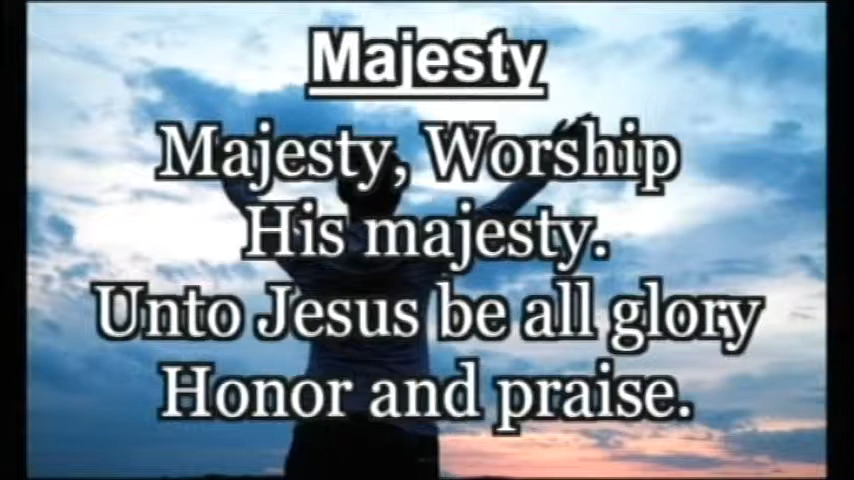 Majesty
Majesty, Worship
His majesty.
Unto Jesus be all glory
Honor and praise.